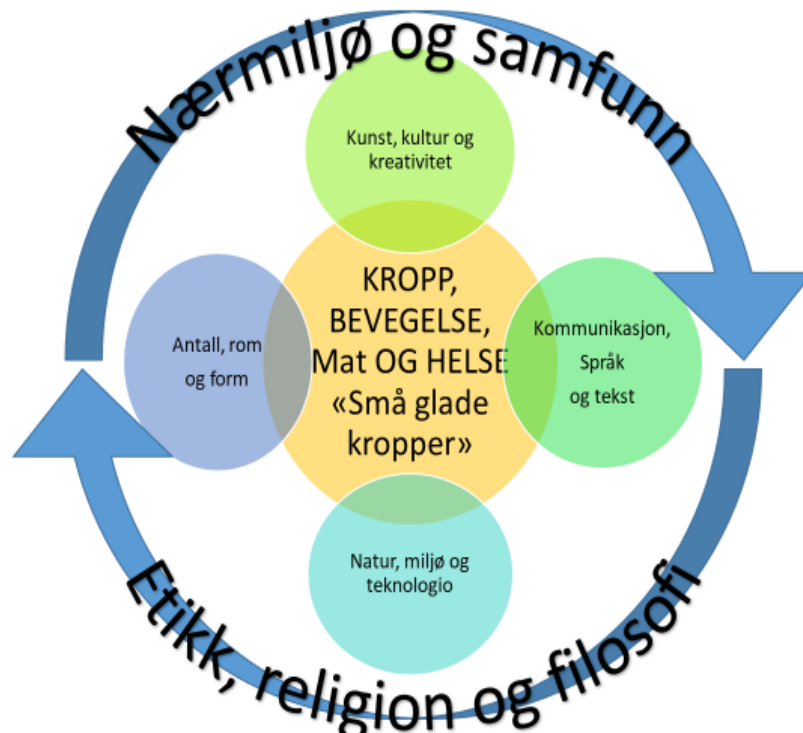 Nærmiljø og samfunn
Kunst, kultur og
kreativitet
KROPP,
BEVEGELSE,
Mat OG HELSE
«Små glade
kropper»
Antall, rom
og form
Kommunikasjon,
Språk
og tekst
Natur, miljø og
teknologio
Etikk, religion og filosofi